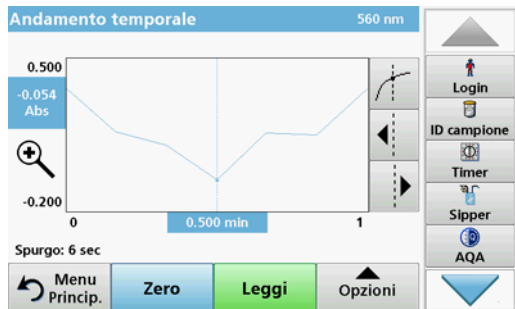 Andamento temporale
560 nm
0.500
-0.054
Abs
-0.200
0
0.500 min
1
Spurgo: 6 sec
Menu
Princip.
Zero
Leggi
Opzioni
Login
ID campione
Timer
Sipper
AQA